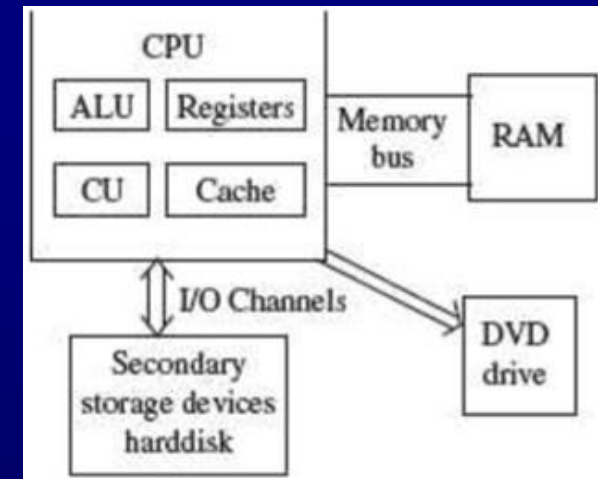 CPU
ALU
Registers
CU
Cache
Memory
bus
RAM
I/O Channels
Secondary
storage devices
harddisk
DVD
drive